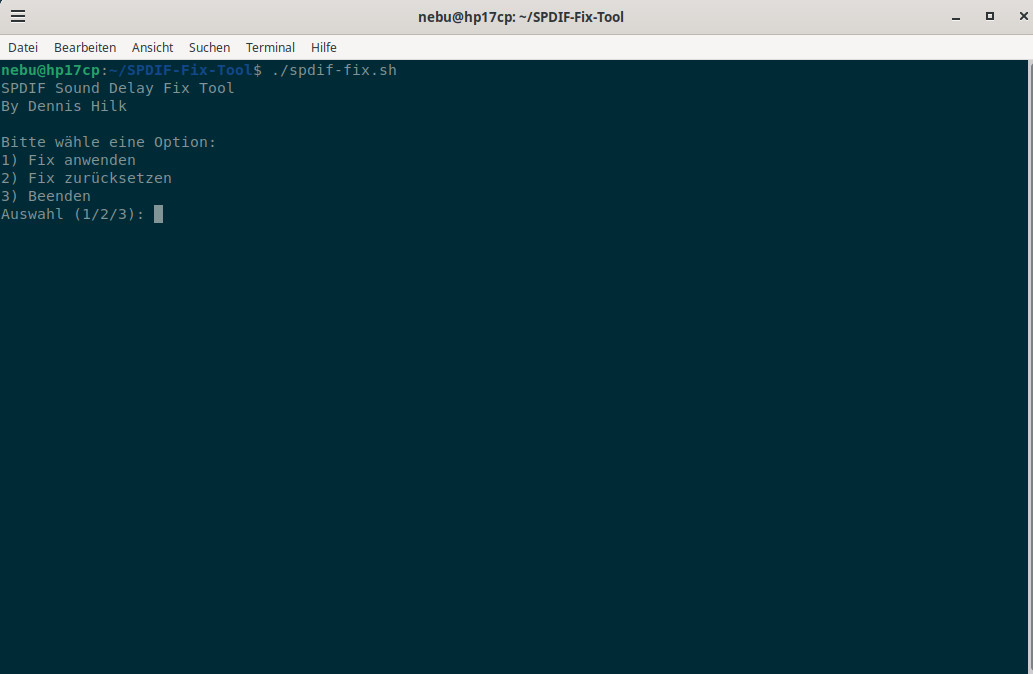 nebu@hp17cp: ~/SPDIF-Fix-Tool
Datei Bearbeiten Ansicht Suchen Terminal Hilfe
nebu@hp17cp:~/SPDIF-Fix-Tool$ ./spdif-fix.sh
SPDIF Sound Delay Fix Tool
By Dennis Hilk
Bitte wähle eine Option:
1) Fix anwenden
2) Fix zurücksetzen
3) Beenden
Auswahl (1/2/3):